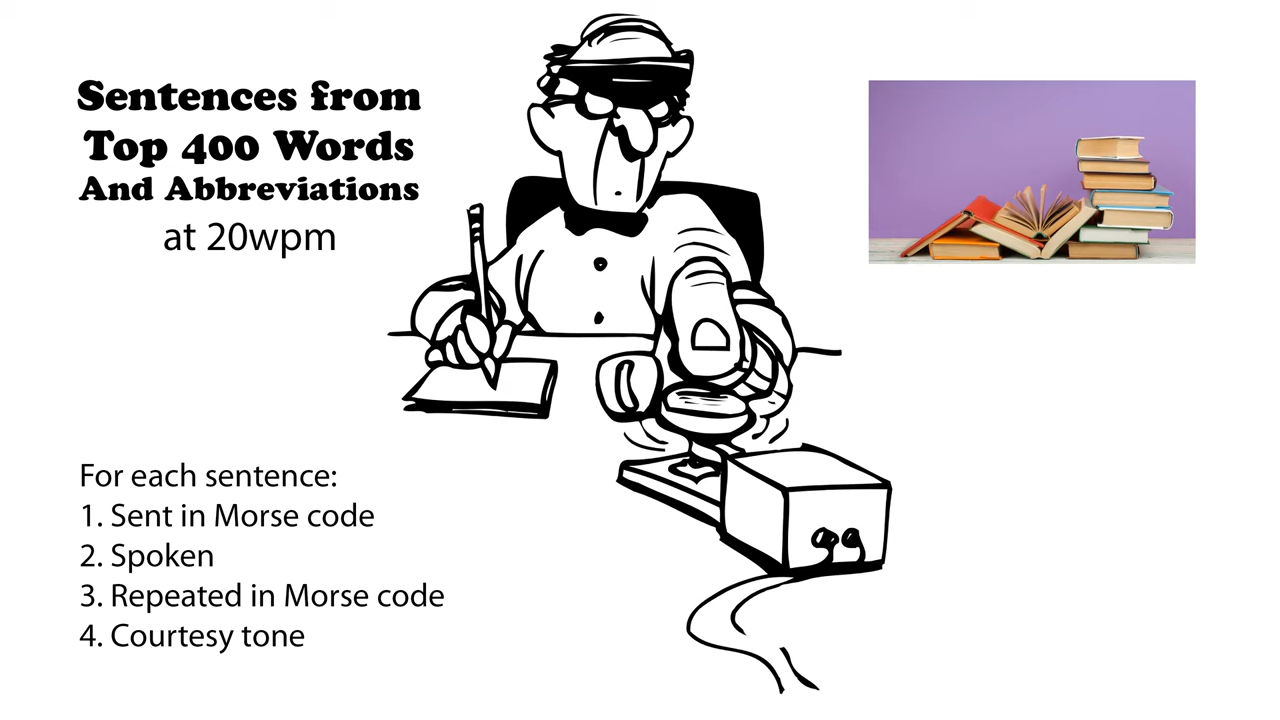 Sentences from
Top 400 Words
And Abbreviations
at 20wpm
For each sentence:
1. Sent in Morse code
2. Spoken
3. Repeated in Morse code
4. Courtesy tone